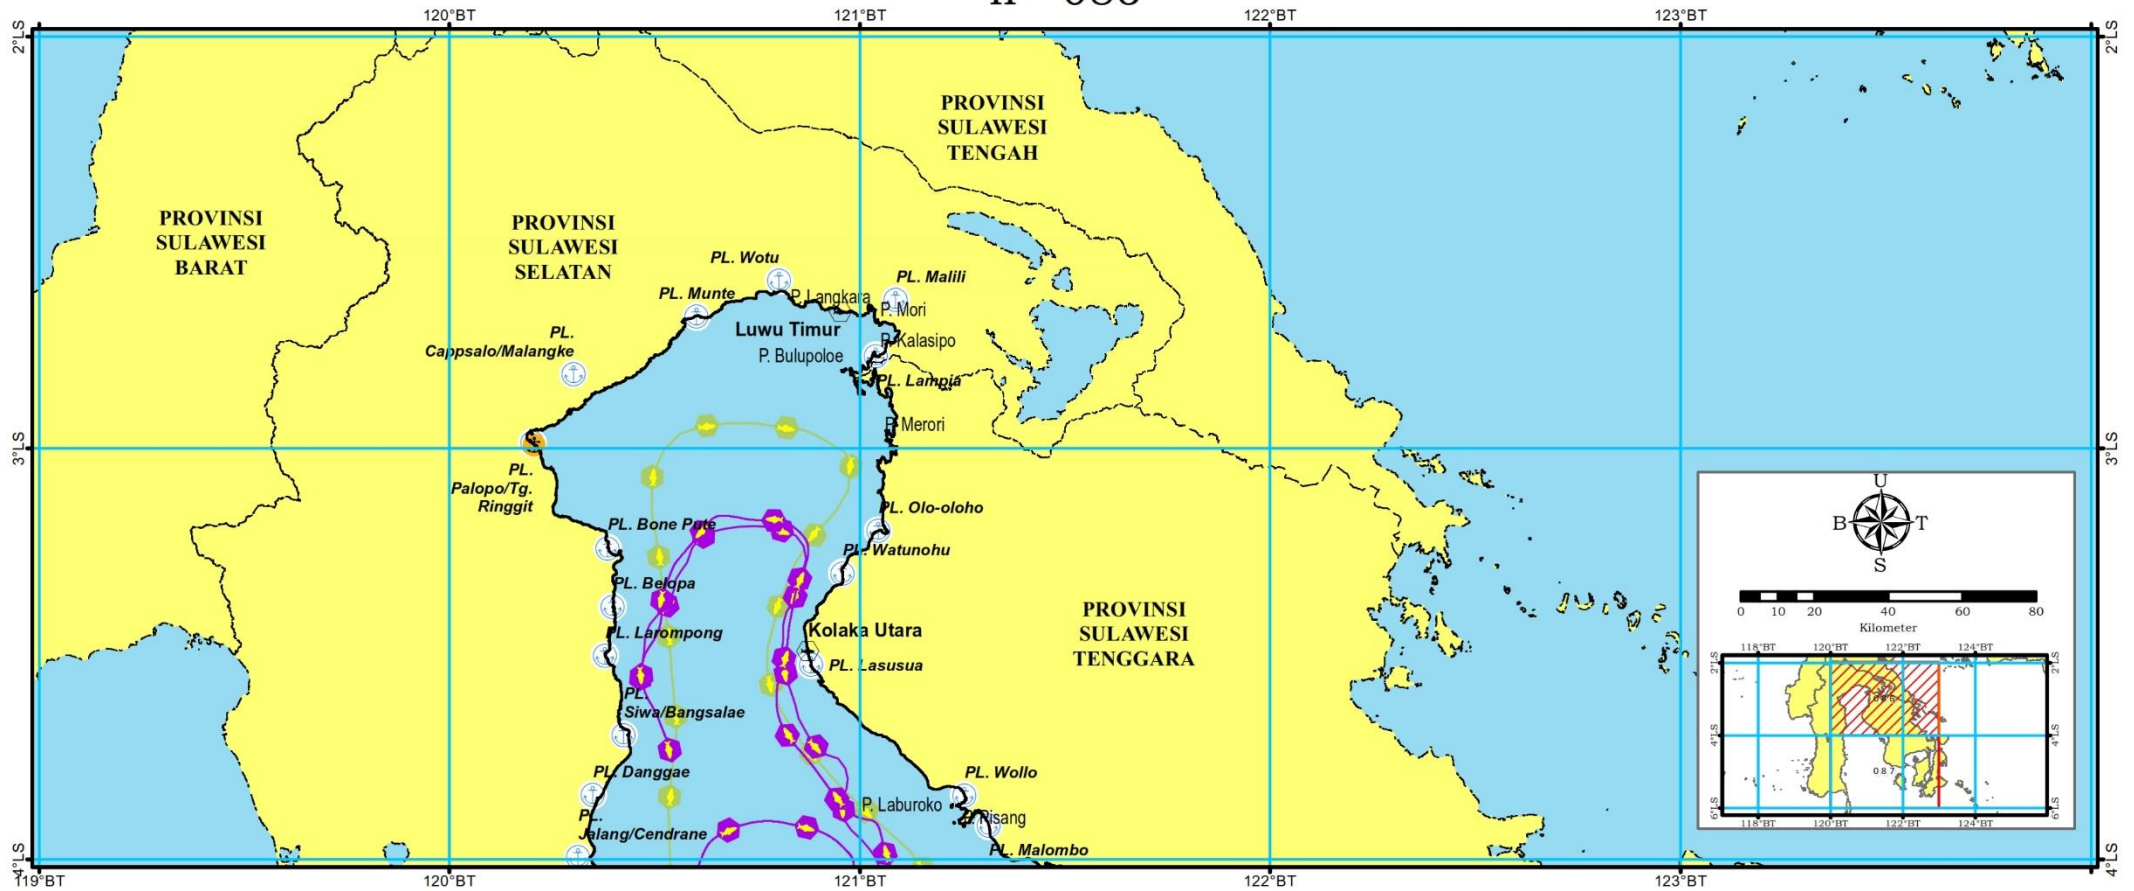 120°BT
121°BT
122°BT
123°BT
2°LS
2°LS
PROVINSI
SULAWESI
TENGAH
PROVINSI
SULAWESI
BARAT
PROVINSI
SULAWESI
SELATAN
PL. Wotu
PL. Malili
PL. Munte
P. Langkara
P. Mori
Luwu Timur
PL.
Cappsalo/Malangke
P. Kalasipo
P. Bulupoloe
PL. Lampia
P. Merori
3°LS
3°LS
PL.
Palopo/Tg.
Ringgit
PL. Olo-oloho
PL. Bone Pute
PL. Watunohu
PL. Belopa
PROVINSI
SULAWESI
TENGGARA
PL. Larompong
Kolaka Utara
PL. Lasusua
PL.
Siwa/Bangsalae
PL. Danggae
PL. Wollo
P. Laburoko
P. Pisang
PL.
Jalang/Cendrane
PL. Malombo
4°LS
4°LS
119°BT
120°BT
121°BT
122°BT
123°BT
U
B
T
S
0
10
20
40
60
80
Kilometer
118°BT
120°BT
122°BT
124°BT
2°LS
2°LS
086
4°LS
4°LS
087
6°LS
6°LS
118°BT
120°BT
122°BT
124°BT